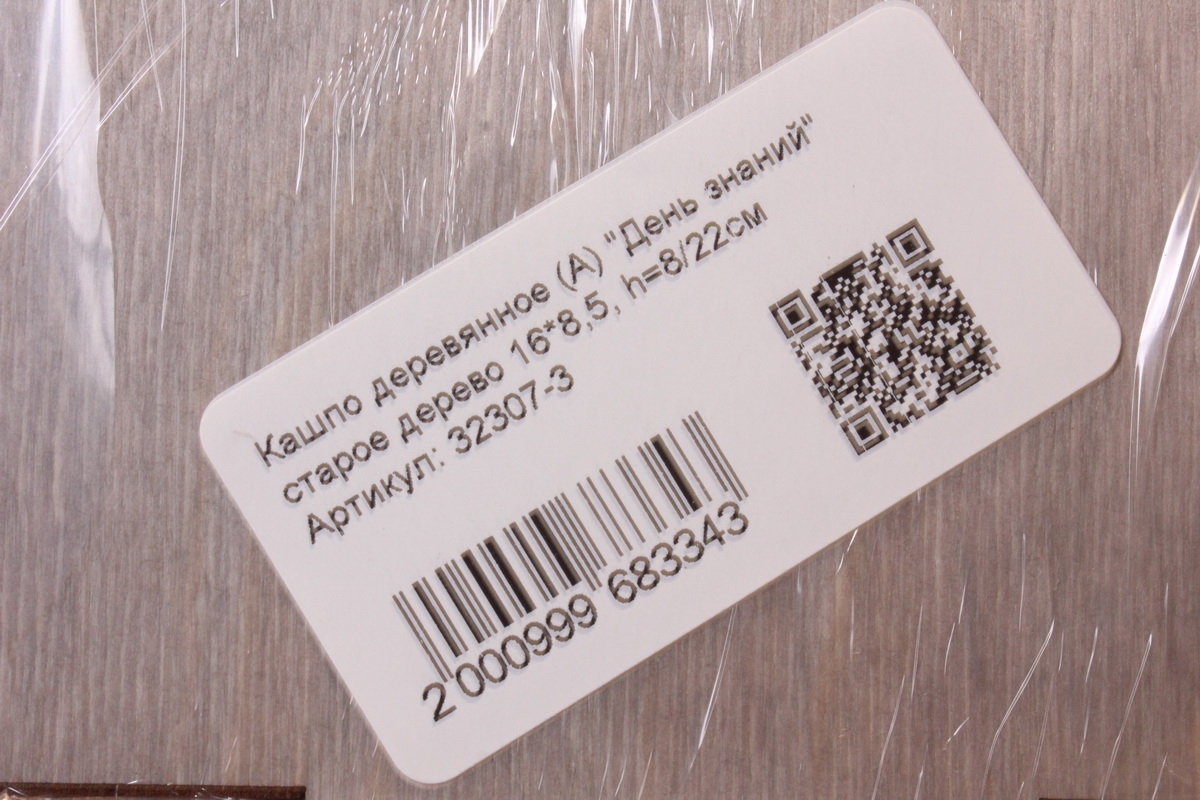 Кашпо деревянное (А) "День знаний"
старое дерево 16*8,5, h=8/22см
Артикул: 32307-3
2 000999 683343